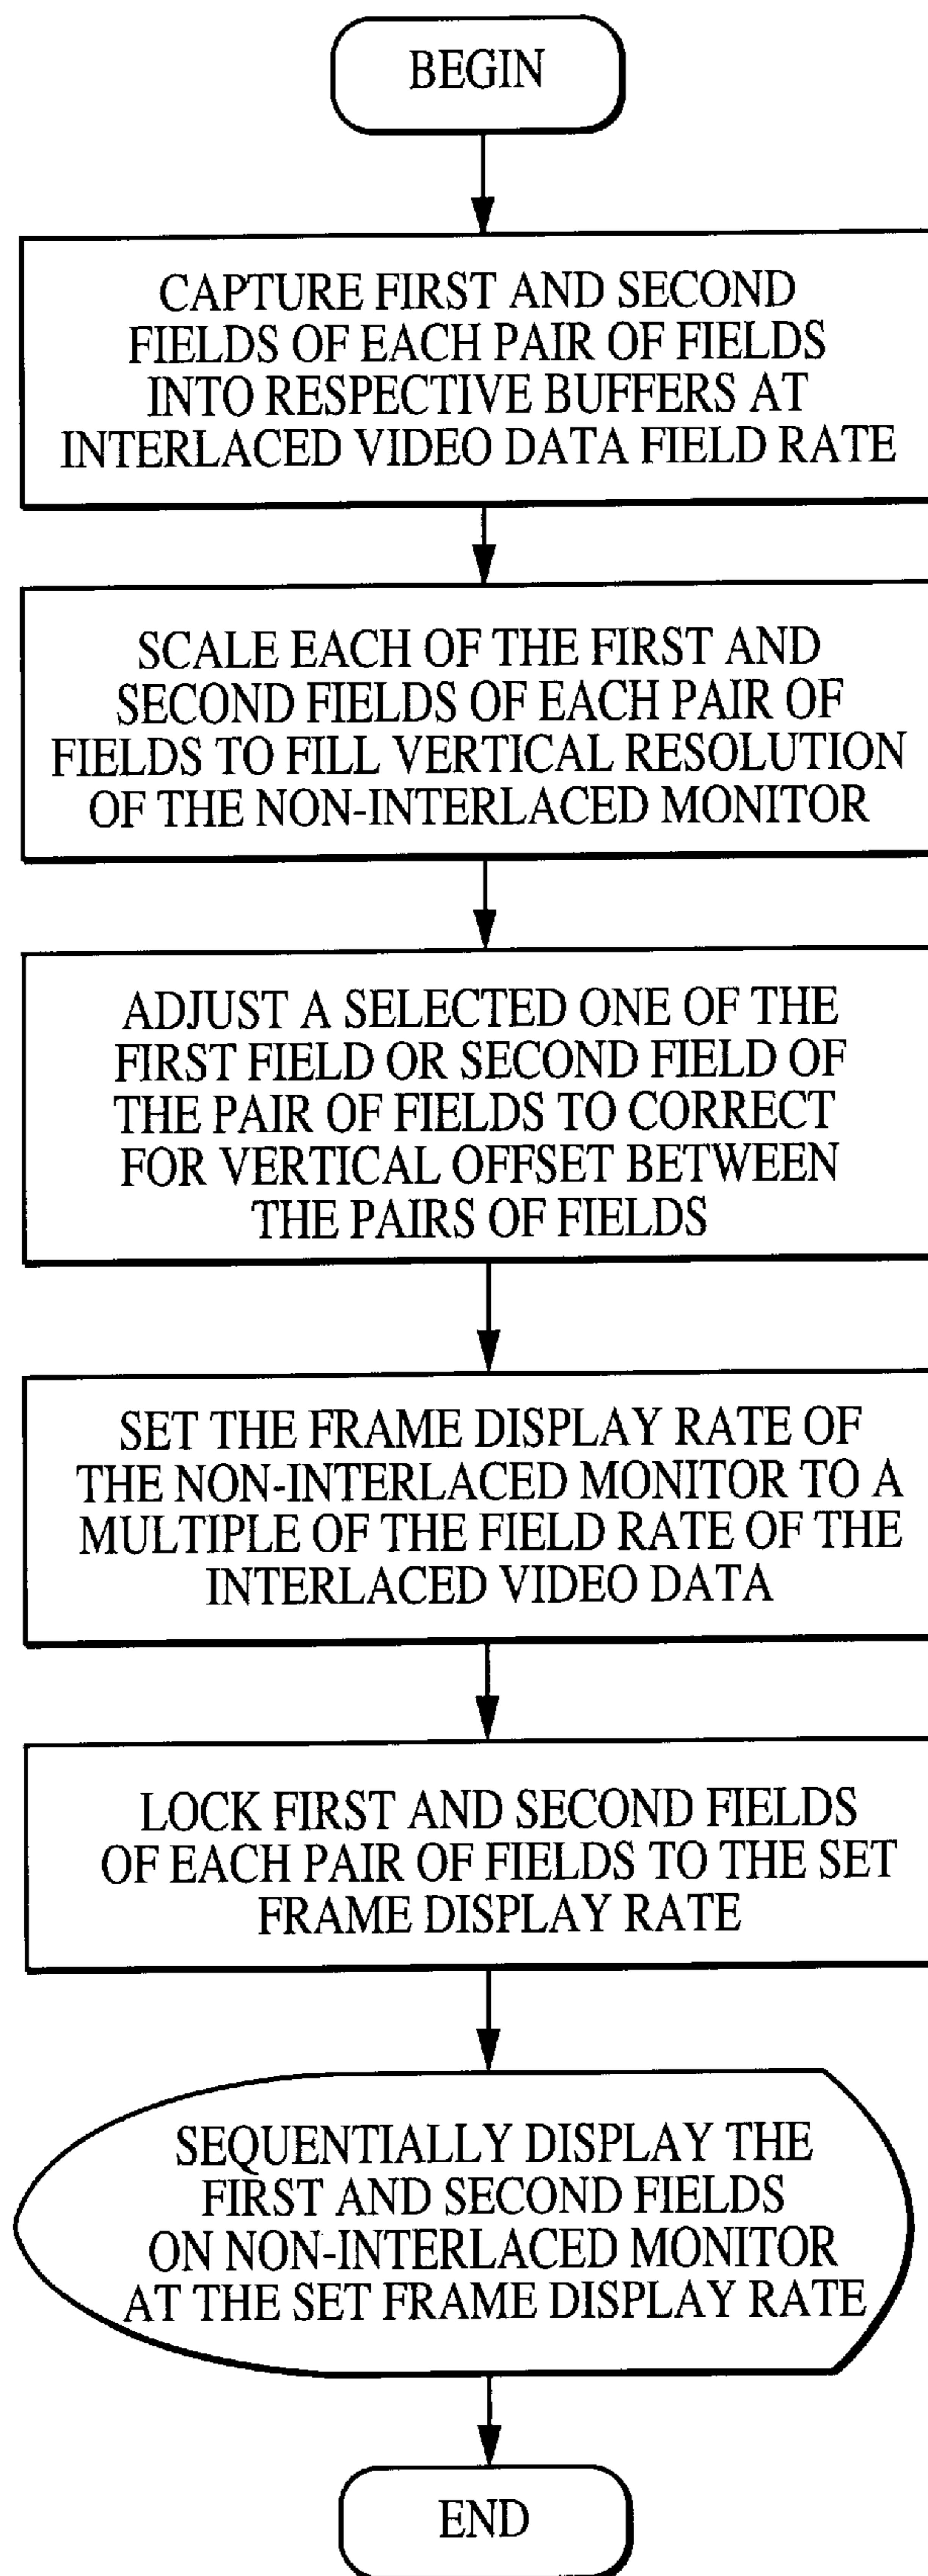 BEGIN
CAPTURE FIRST AND SECOND
FIELDS OF EACH PAIR OF FIELDS
INTO RESPECTIVE BUFFERS AT
INTERLACED VIDEO DATA FIELD RATE
SCALE EACH OF THE FIRST AND
SECOND FIELDS OF EACH PAIR OF
FIELDS TO FILL VERTICAL RESOLUTION
OF THE NON-INTERLACED MONITOR
ADJUST A SELECTED ONE OF THE
FIRST FIELD OR SECOND FIELD OF
THE PAIR OF FIELDS TO CORRECT
FOR VERTICAL OFFSET BETWEEN
THE PAIRS OF FIELDS
SET THE FRAME DISPLAY RATE OF
THE NON-INTERLACED MONITOR TO A
MULTIPLE OF THE FIELD RATE OF THE
INTERLACED VIDEO DATA
LOCK FIRST AND SECOND FIELDS
OF EACH PAIR OF FIELDS TO THE SET
FRAME DISPLAY RATE
SEQUENTIALLY DISPLAY THE
FIRST AND SECOND FIELDS
ON NON-INTERLACED MONITOR
AT THE SET FRAME DISPLAY RATE
END